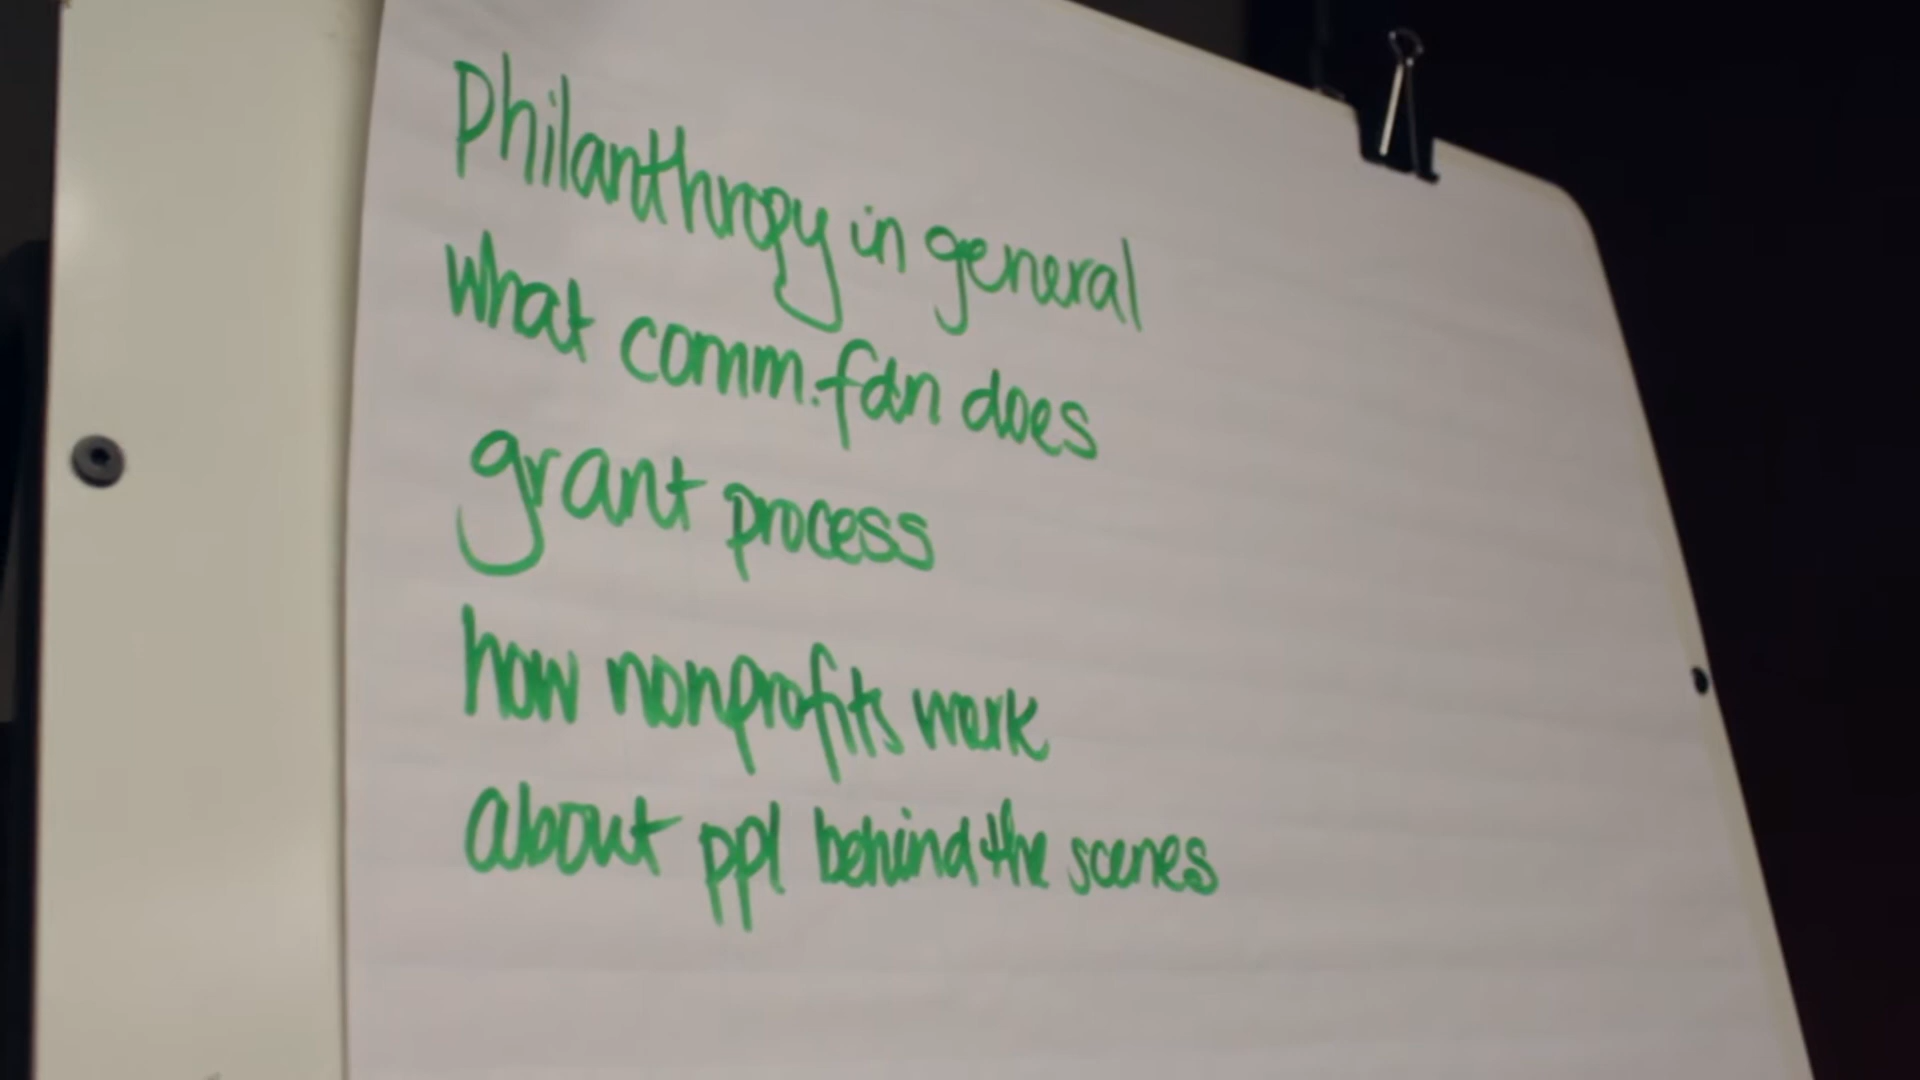 Philanthropy in general
what comm. fdn does
grant process
how nonprofits work
about ppl behind the scenes